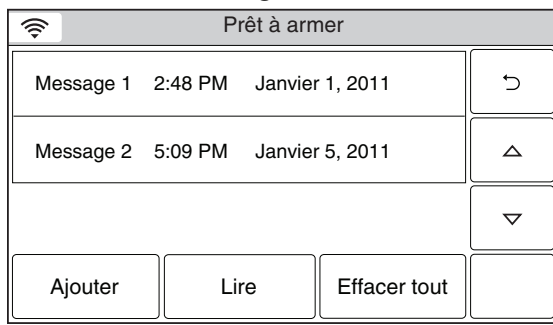 Prêt à armer
Message 1 2:48 PM Janvier 1, 2011
Message 2 5:09 PM Janvier 5, 2011
Ajouter Lire Effacer tout